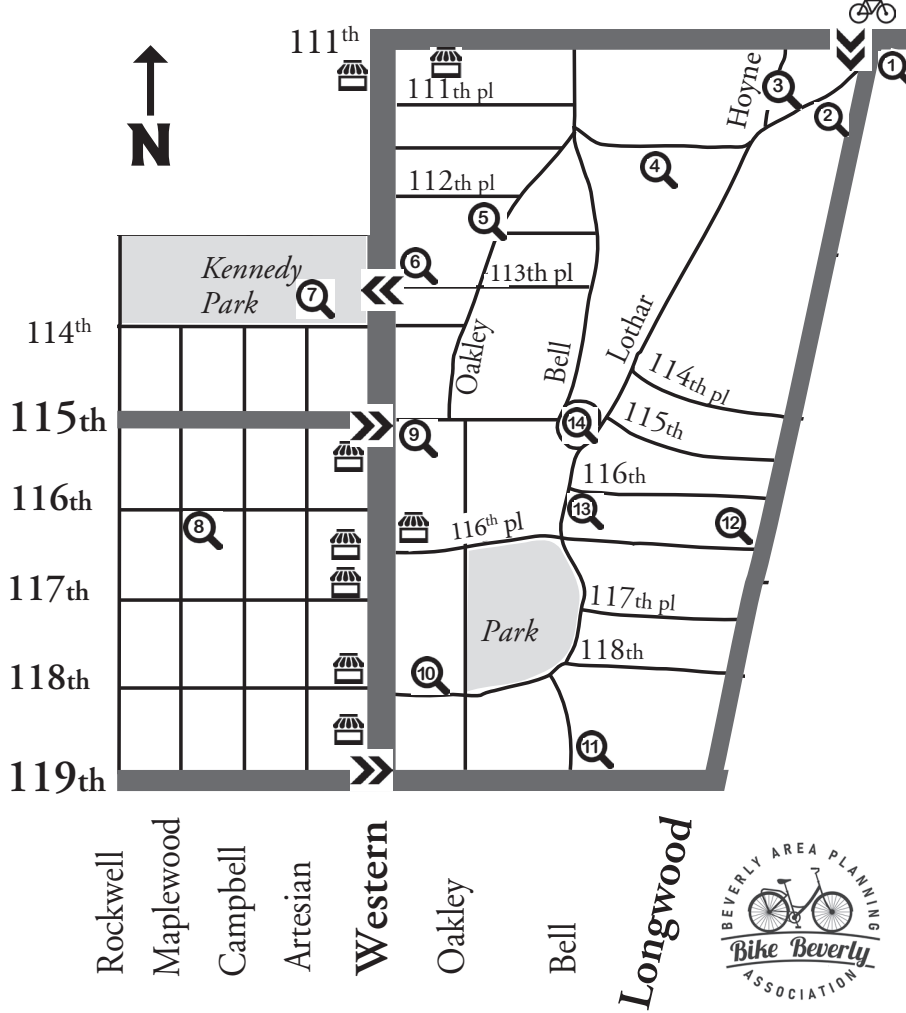 111th
1
Hoyne
3
111th pl
2
N
4
112th pl
5
Kennedy
Park
6
113th pl
7
114th
Oakley
Bell
Lothar
114th pl
115th
14
115th
9
116th
116th
13
8
116th pl
12
117th
117th pl
Park
118th
118th
10
11
119th
Rockwell
Maplewood
Campbell
Artesian
Western
Oakley
Bell
Longwood
BEVERLY AREA PLANNING
Bike Beverly
ASSOCIATION